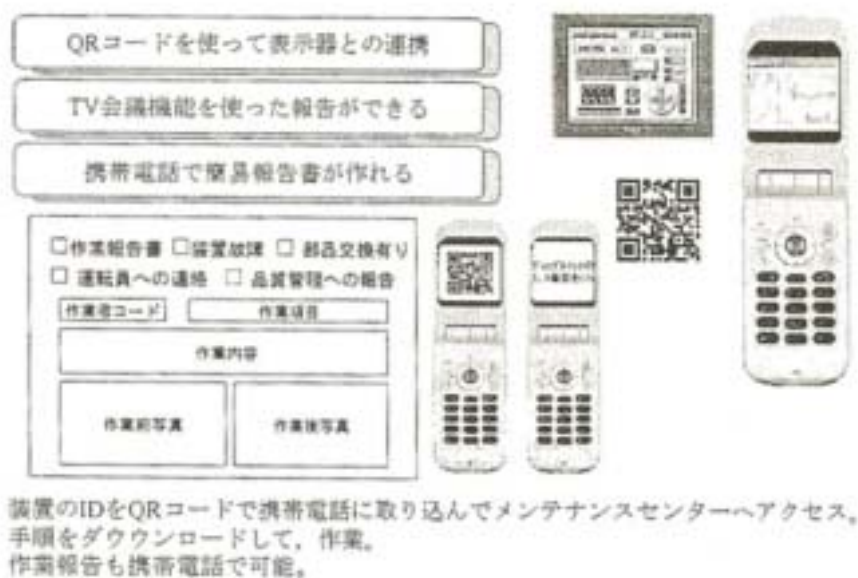 QRコードを使って表示器との連携
TV会議機能を使った報告ができる
携帯電話で簡易報告書が作れる
□作業報告書 □装置故障 □ 部品交換有り
□ 運転員への連絡 □ 品質管理への報告
作業者コード 作業項目
作業内容
作業前写真 作業後写真
装置のIDをQRコードで携帯電話に取り込んでメンテナンスセンターへアクセス。
手順をダウウンロードして，作業。
作業報告も携帯電話で可能。